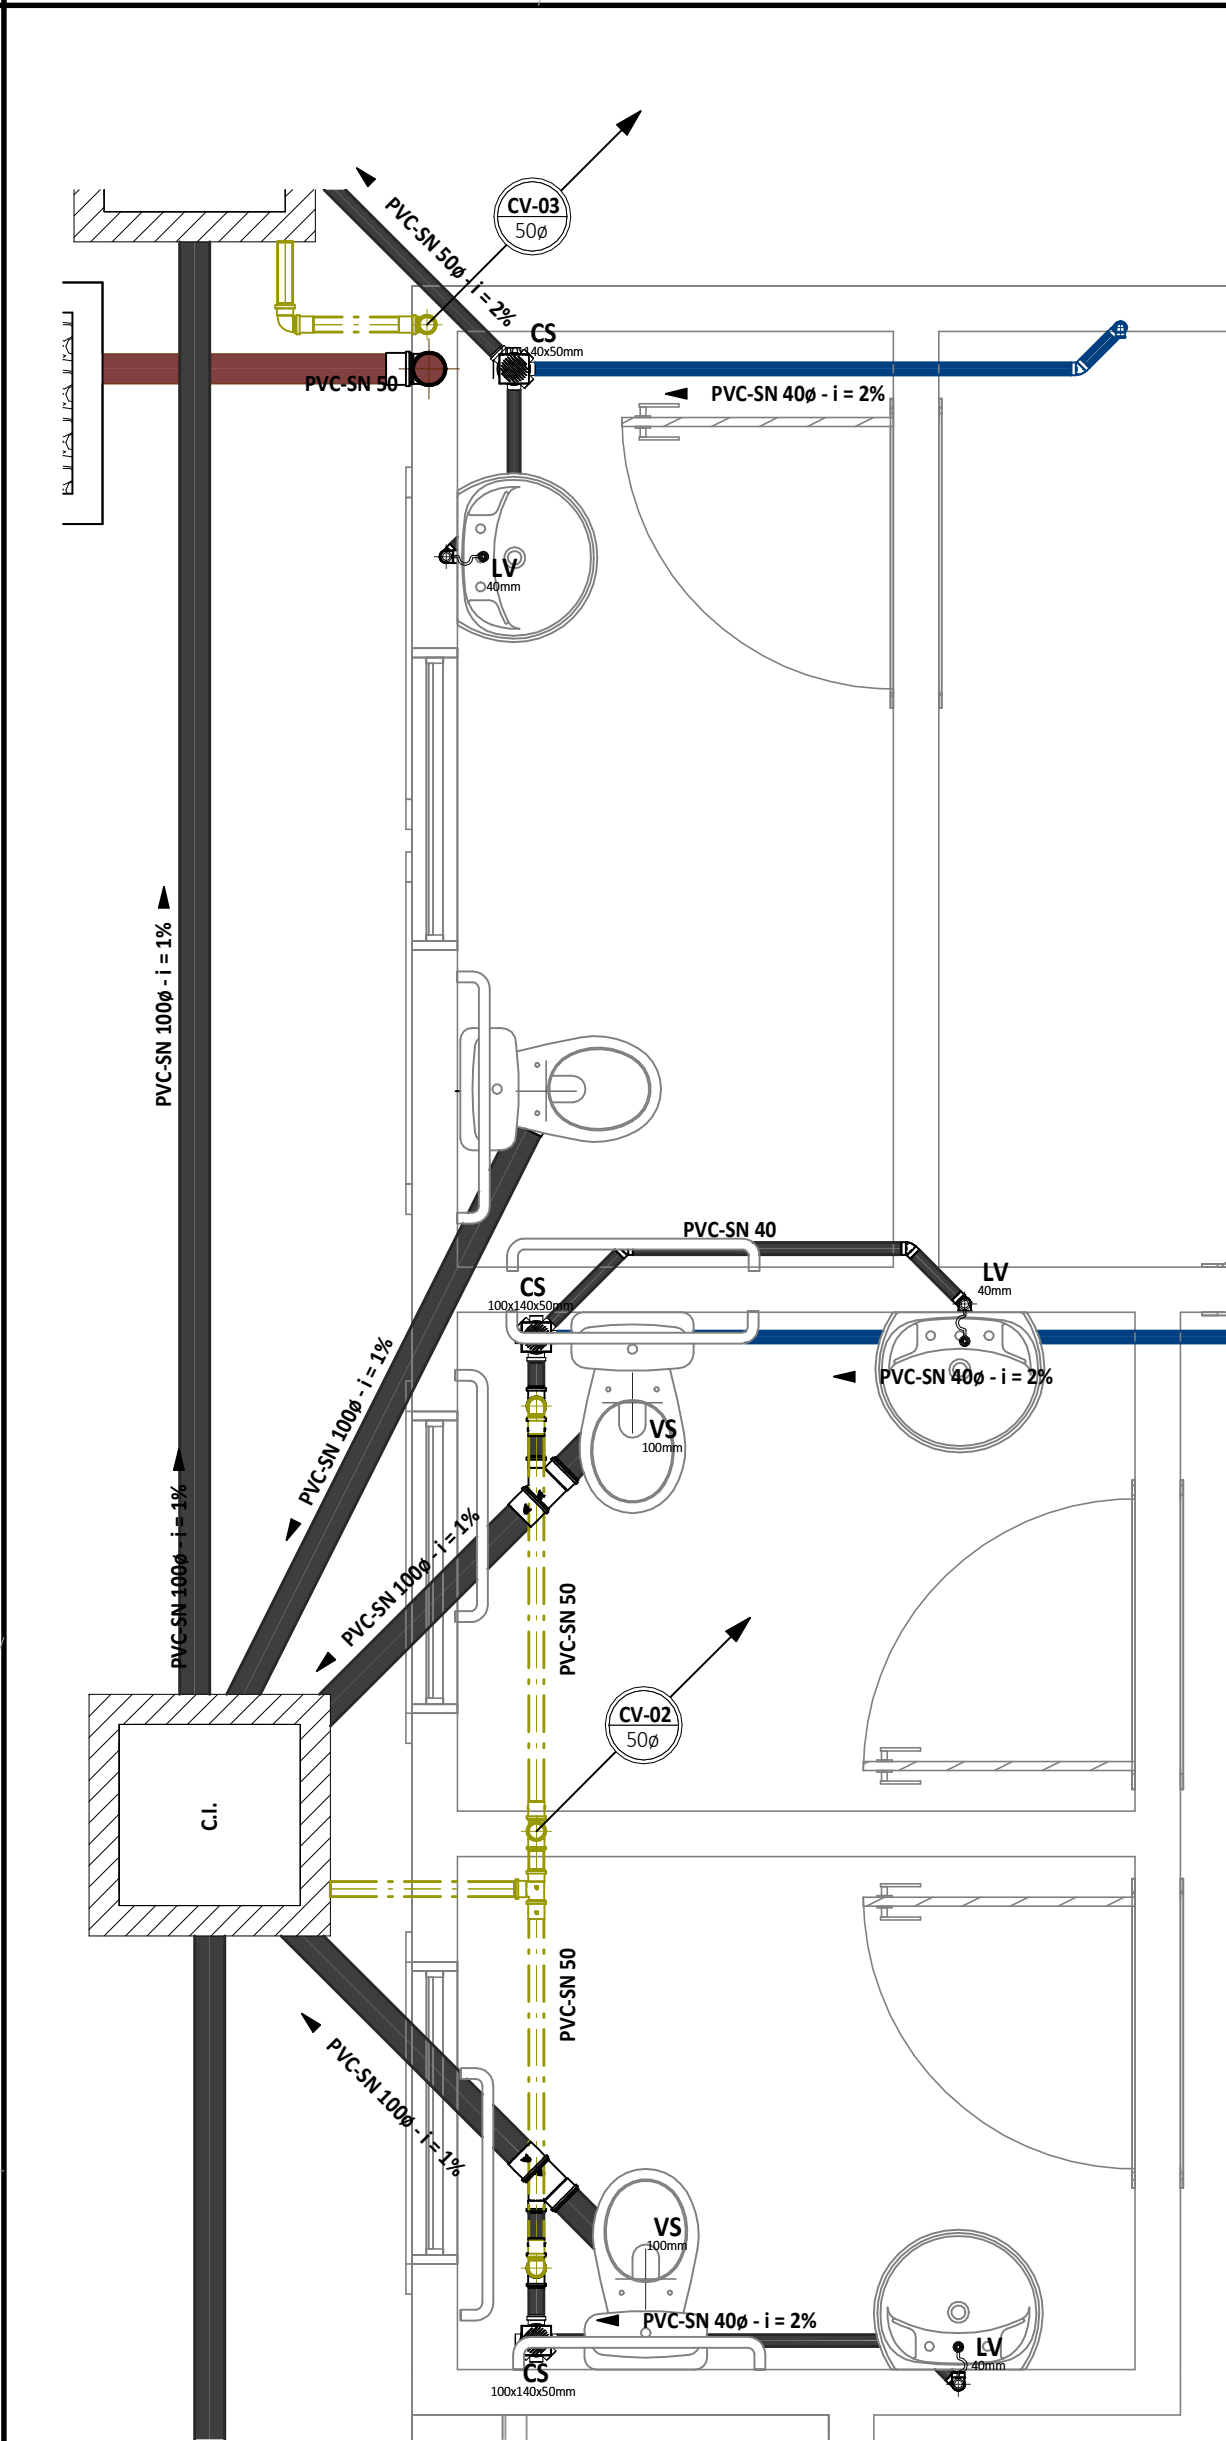 CV-03
50ø
PVC-SN 50ø - i = 2%
CS
140x50mm
PVC-SN 50
PVC-SN 40ø - i = 2%
LV
40mm
PVC-SN 100ø - i = 1%
PVC-SN 40
LV
40mm
CS
100x140x50mm
PVC-SN 100ø - i = 1%
PVC-SN 40ø - i = 2%
VS
100mm
PVC-SN 100ø - i = 1%
PVC-SN 100ø - i = 1%
PVC-SN 50
CV-02
50ø
C.I.
PVC-SN 50
PVC-SN 100ø - i = 1%
VS
100mm
PVC-SN 40ø - i = 2%
LV
40mm
CS
100x140x50mm